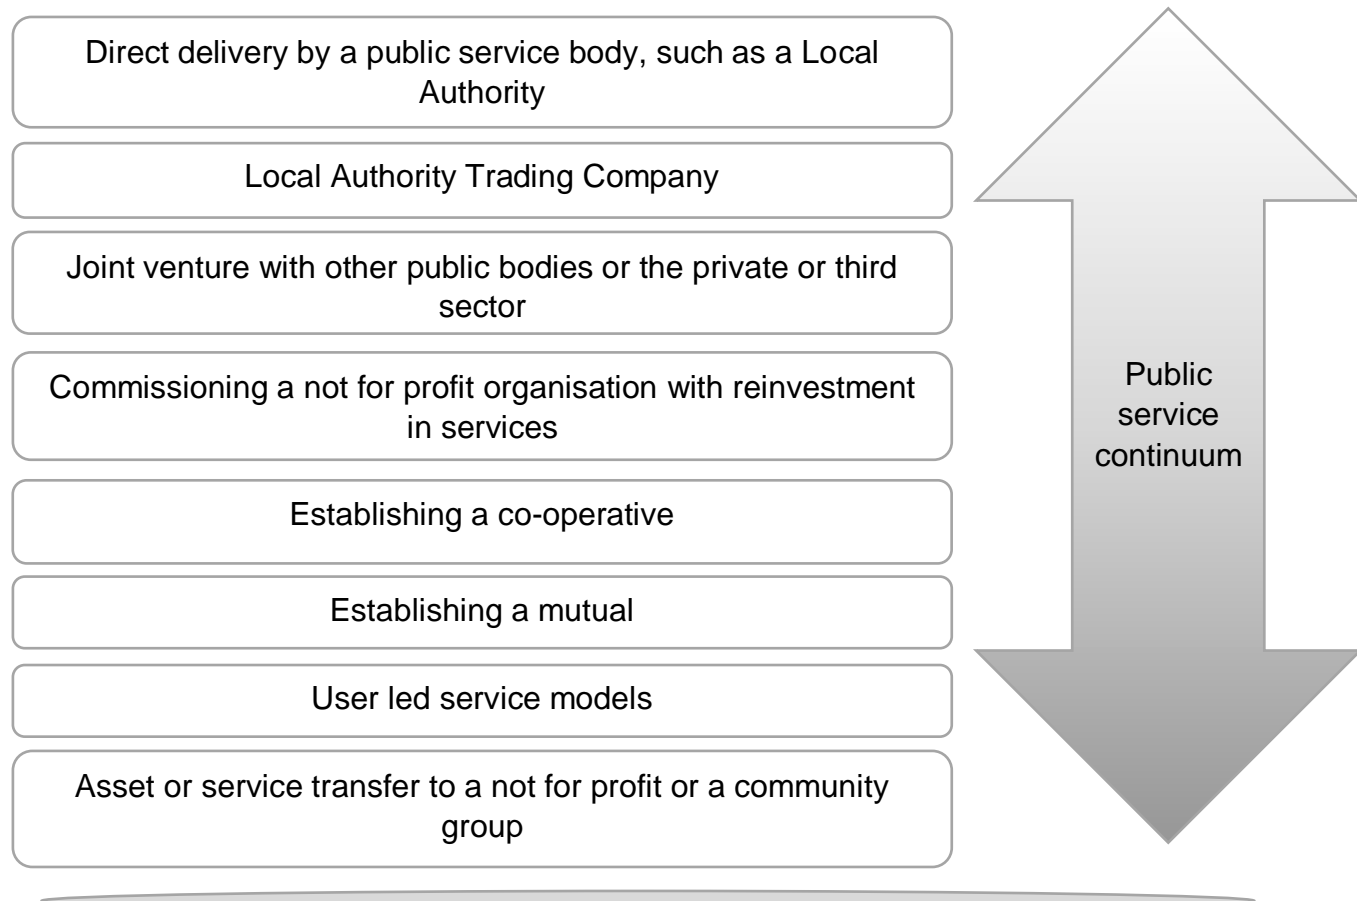 Direct delivery by a public service body, such as a Local
Authority
Local Authority Trading Company
Joint venture with other public bodies or the private or third
sector
Commissioning a not for profit organisation with reinvestment
in services
Establishing a co-operative
Establishing a mutual
User led service models
Asset or service transfer to a not for profit or a community
group
Public
service
continuum